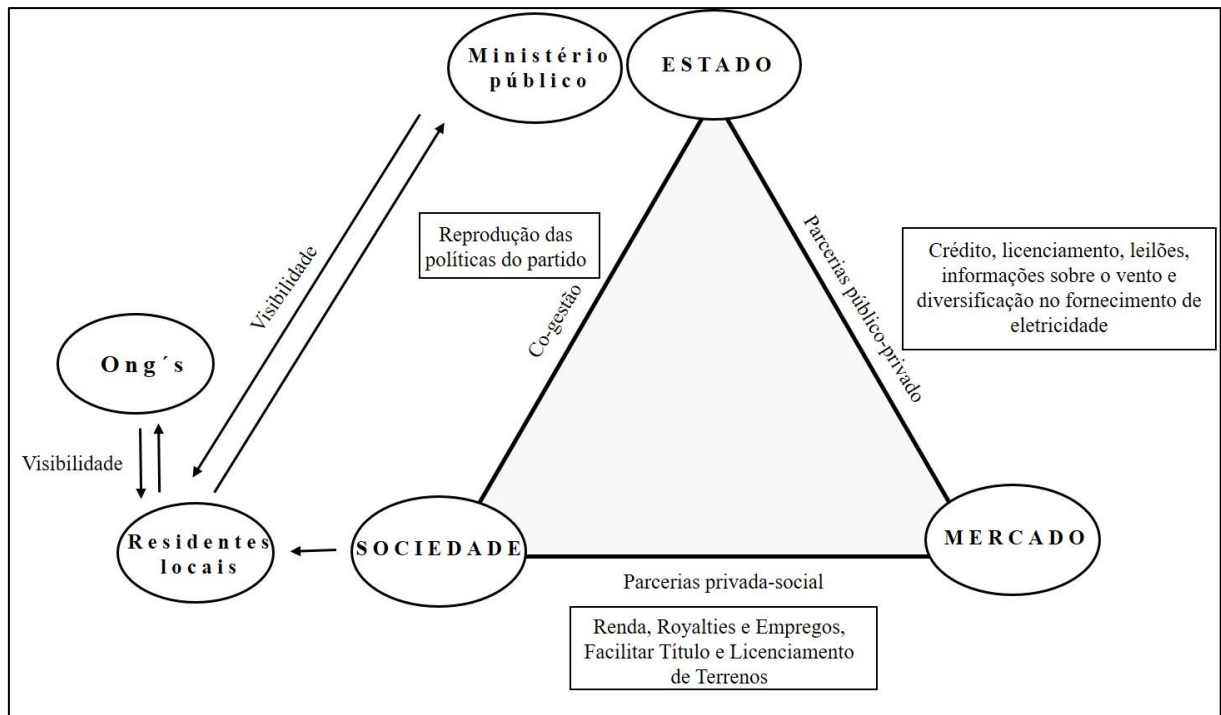 Ministério
público
ESTADO
Visibilidade
Reprodução das
políticas do partido
Co-gestão
Parcerias público-privado
Crédito, licenciamento, leilões,
informações sobre o vento e
diversificação no fornecimento de
eletricidade
Ong´s
Visibilidade
Residentes
locais
SOCIEDADE
MERCADO
Parcerias privada-social
Renda, Royalties e Empregos,
Facilitar Título e Licenciamento
de Terrenos